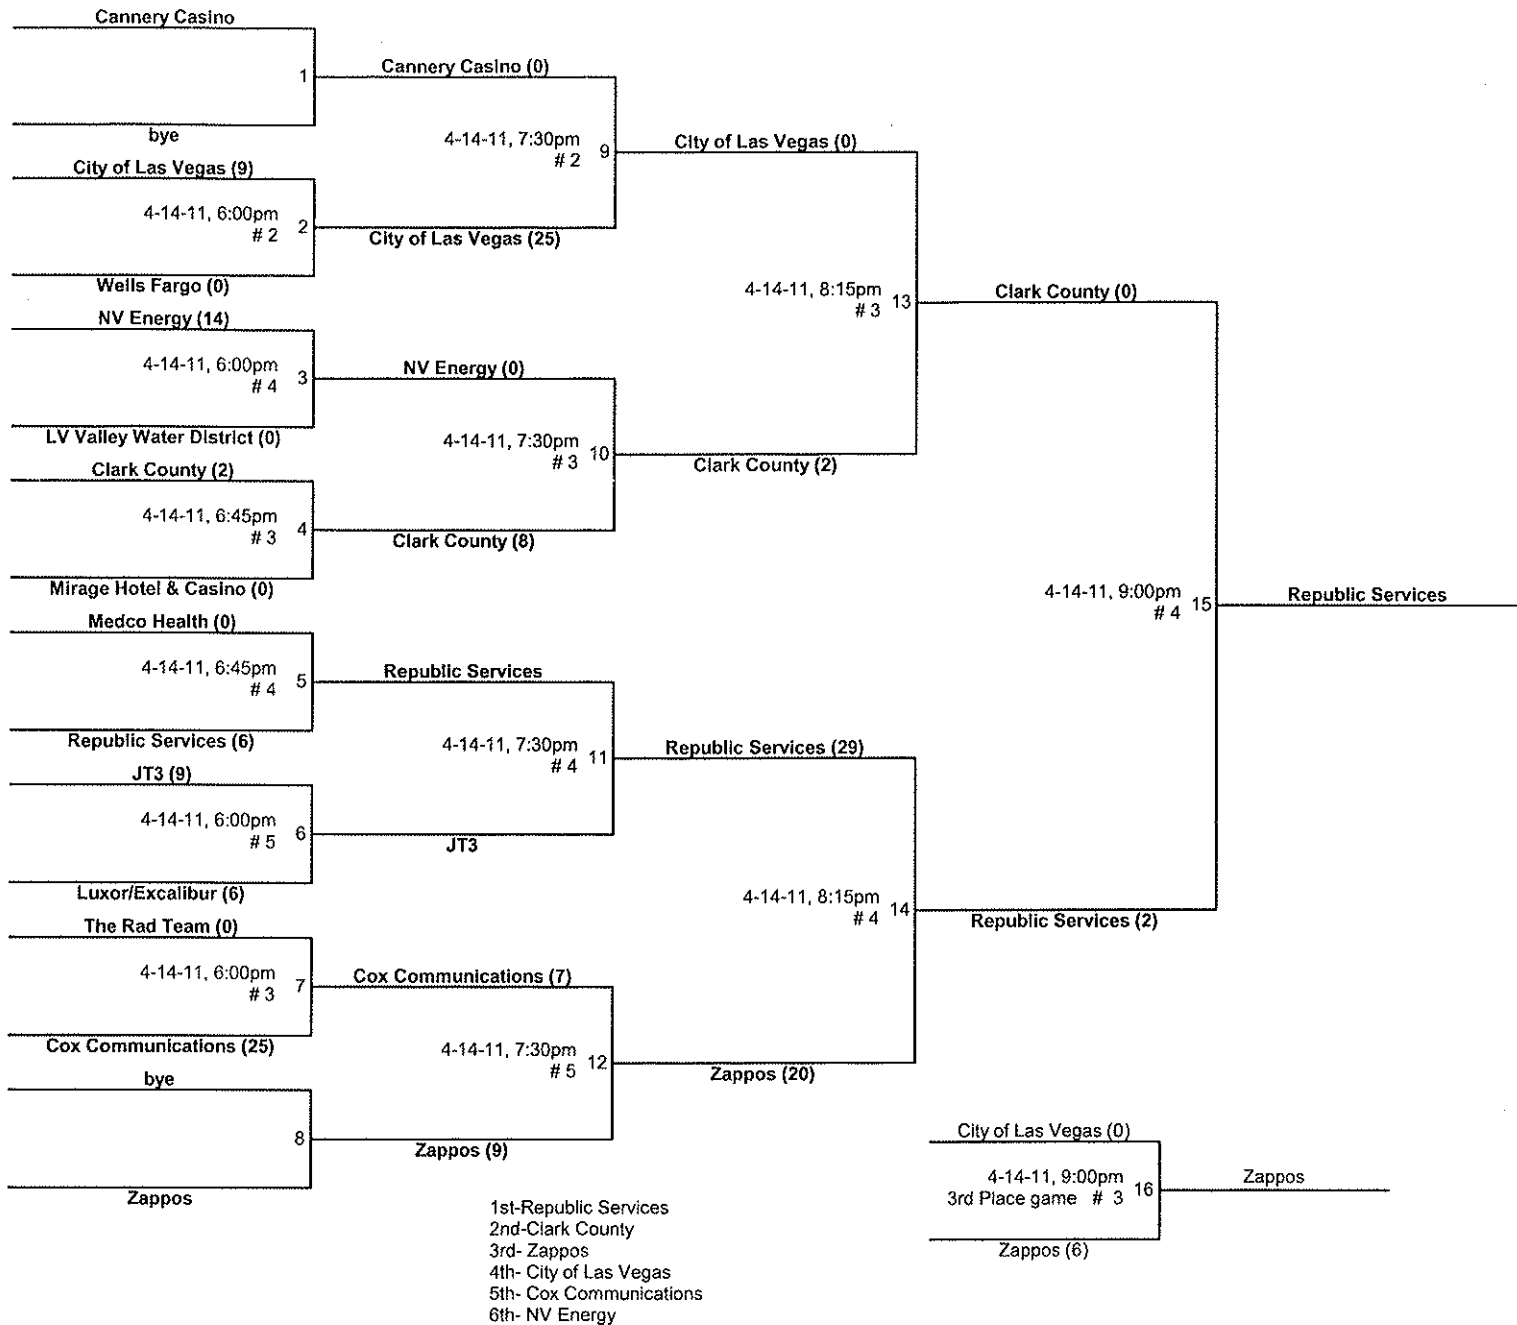 Cannery Casino
1
bye
Cannery Casino (0)
4-14-11, 7:30pm
# 2
9
City of Las Vegas (9)
4-14-11, 6:00pm
# 2
2
Wells Fargo (0)
City of Las Vegas (25)
City of Las Vegas (0)
4-14-11, 8:15pm
# 3
13
NV Energy (14)
4-14-11, 6:00pm
# 4
3
LV Valley Water District (0)
NV Energy (0)
4-14-11, 7:30pm
# 3
10
Clark County (2)
4-14-11, 6:45pm
# 3
4
Mirage Hotel & Casino (0)
Clark County (8)
Clark County (2)
Clark County (0)
4-14-11, 9:00pm
# 4
15
Republic Services
Medco Health (0)
4-14-11, 6:45pm
# 4
5
Republic Services (6)
Republic Services
4-14-11, 7:30pm
# 4
11
JT3 (9)
4-14-11, 6:00pm
# 5
6
Luxor/Excalibur (6)
JT3
Republic Services (29)
4-14-11, 8:15pm
# 4
14
Republic Services (2)
The Rad Team (0)
4-14-11, 6:00pm
# 3
7
Cox Communications (25)
Cox Communications (7)
4-14-11, 7:30pm
# 5
12
Zappos (20)
bye
8
Zappos
Zappos (9)
City of Las Vegas (0)
4-14-11, 9:00pm
3rd Place game # 3
16
Zappos
Zappos (6)
1st-Republic Services
2nd-Clark County
3rd- Zappos
4th- City of Las Vegas
5th- Cox Communications
6th- NV Energy